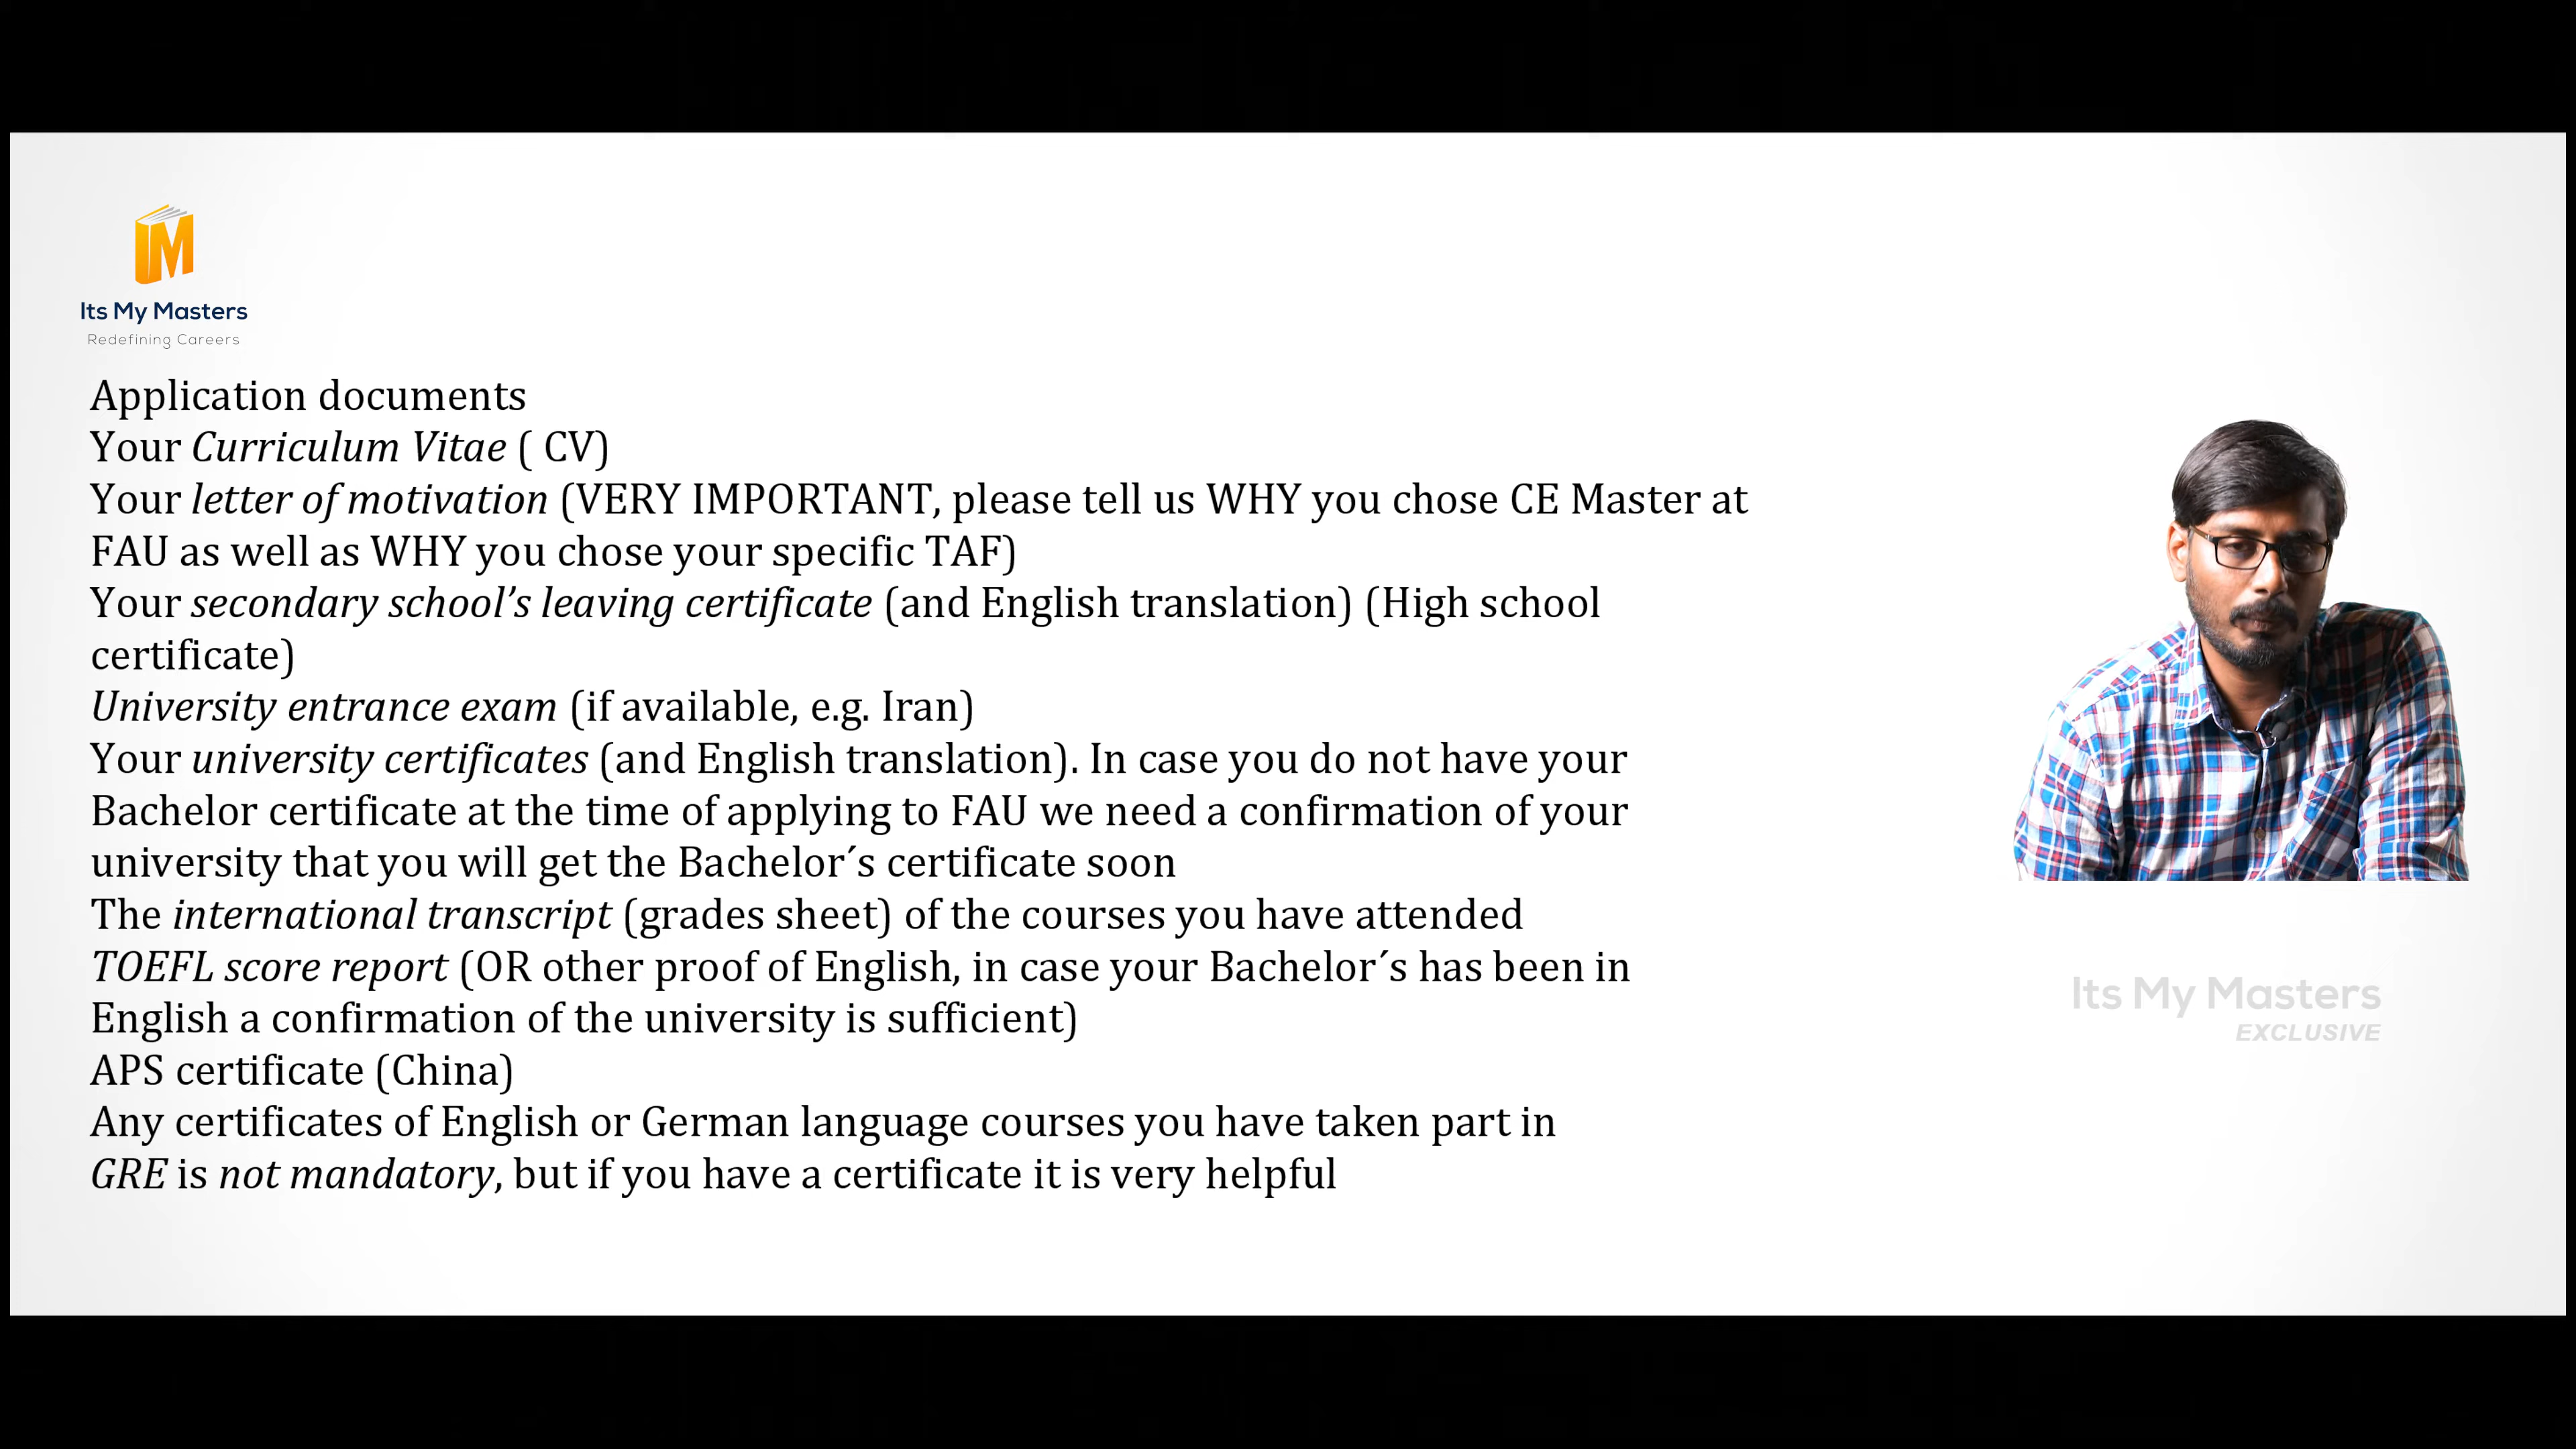 Its My Masters
Redefining Careers
Application documents
Your Curriculum Vitae ( CV)
Your letter of motivation (VERY IMPORTANT, please tell us WHY you chose CE Master at
FAU as well as WHY you chose your specific TAF)
Your secondary school’s leaving certificate (and English translation) (High school
certificate)
University entrance exam (if available, e.g. Iran)
Your university certificates (and English translation). In case you do not have your
Bachelor certificate at the time of applying to FAU we need a confirmation of your
university that you will get the Bachelor´s certificate soon
The international transcript (grades sheet) of the courses you have attended
TOEFL score report (OR other proof of English, in case your Bachelor´s has been in
English a confirmation of the university is sufficient)
APS certificate (China)
Any certificates of English or German language courses you have taken part in
GRE is not mandatory, but if you have a certificate it is very helpful
Its My Masters
EXCLUSIVE